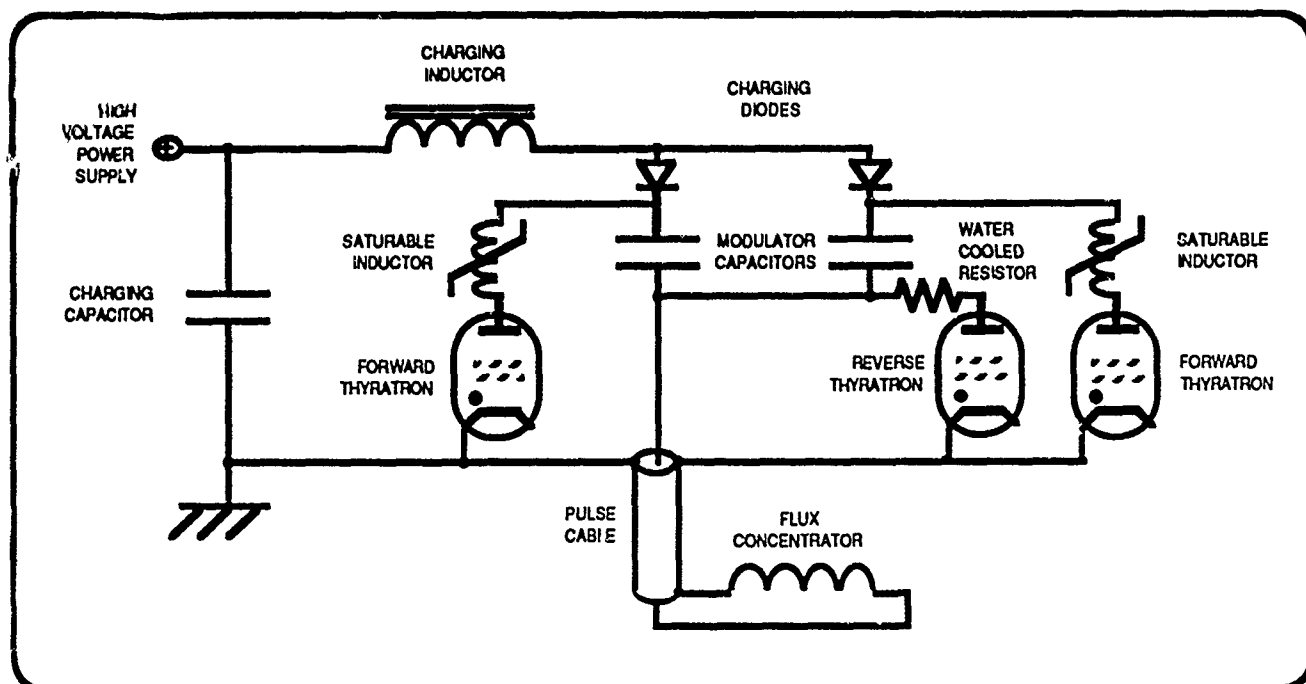 CHARGING
INDUCTOR
CHARGING
DIODES
HIGH
VOLTAGE
POWER
SUPPLY
SATURABLE
INDUCTOR
MODULATOR
CAPACITORS
WATER
COOLED
RESISTOR
SATURABLE
INDUCTOR
CHARGING
CAPACITOR
FORWARD
THYRATRON
REVERSE
THYRATRON
FORWARD
THYRATRON
PULSE
CABLE
FLUX
CONCENTRATOR